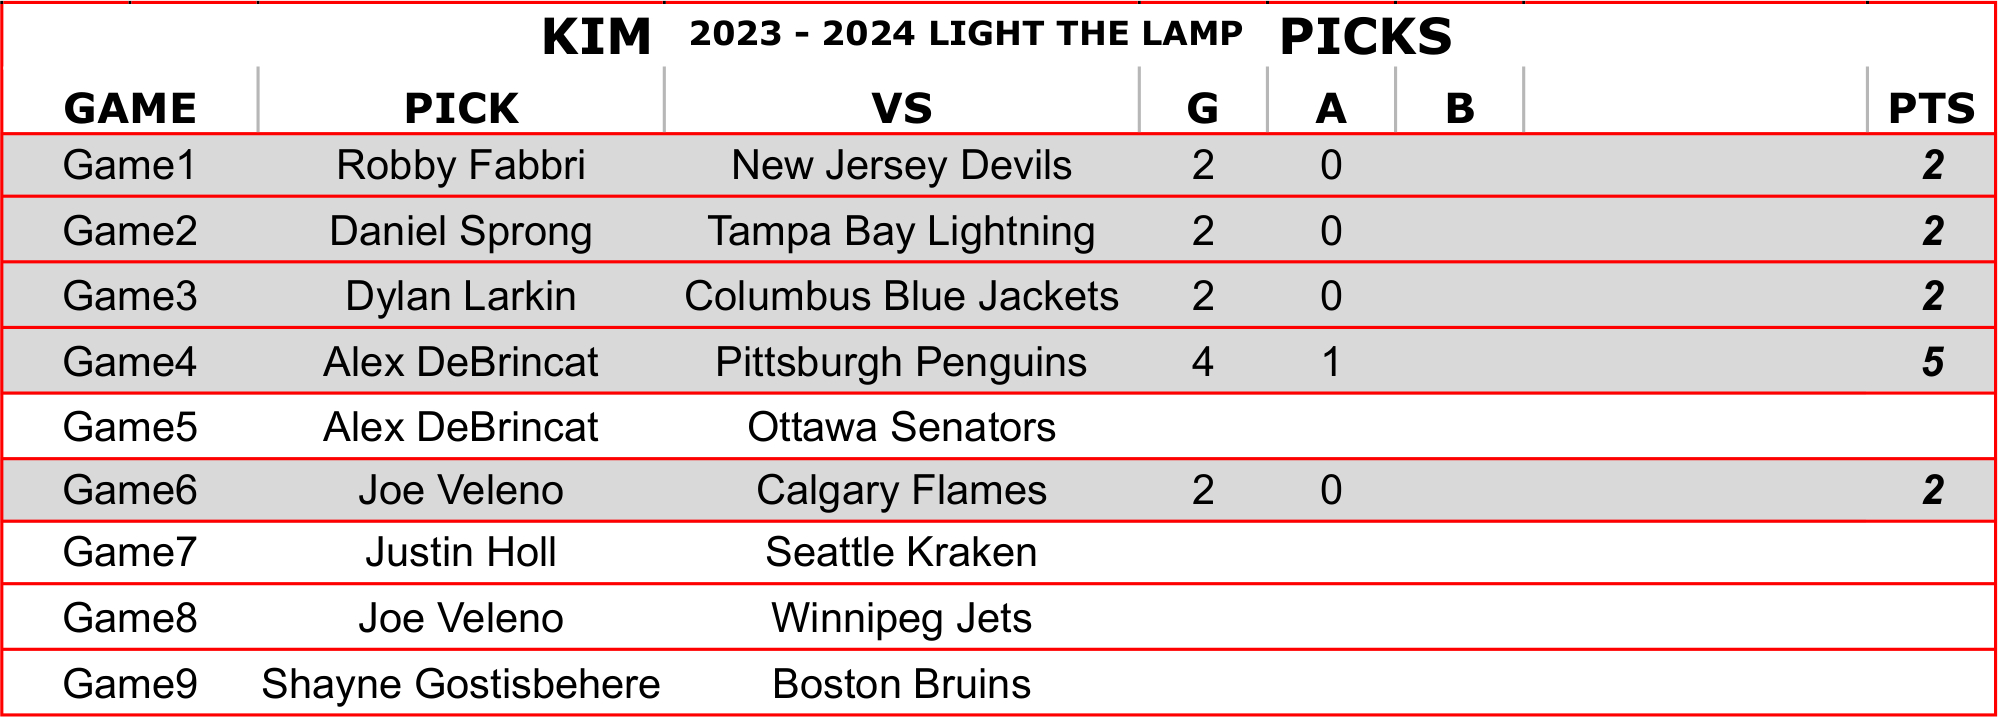 KIM 2023 - 2024 LIGHT THE LAMP PICKS
GAME PICK VS G A B PTS
Game1 Robby Fabbri New Jersey Devils 2 0 2
Game2 Daniel Sprong Tampa Bay Lightning 2 0 2
Game3 Dylan Larkin Columbus Blue Jackets 2 0 2
Game4 Alex DeBrincat Pittsburgh Penguins 4 1 5
Game5 Alex DeBrincat Ottawa Senators
Game6 Joe Veleno Calgary Flames 2 0 2
Game7 Justin Holl Seattle Kraken
Game8 Joe Veleno Winnipeg Jets
Game9 Shayne Gostisbehere Boston Bruins